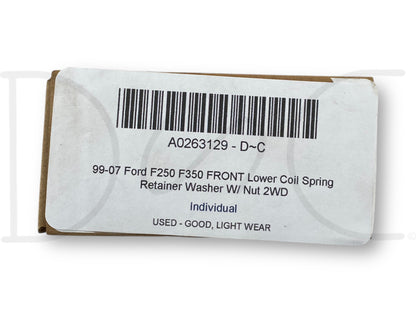 A0263129 - D~C
99-07 Ford F250 F350 FRONT Lower Coil Spring
Retainer Washer W/ Nut 2WD
Individual
USED - GOOD, LIGHT WEAR